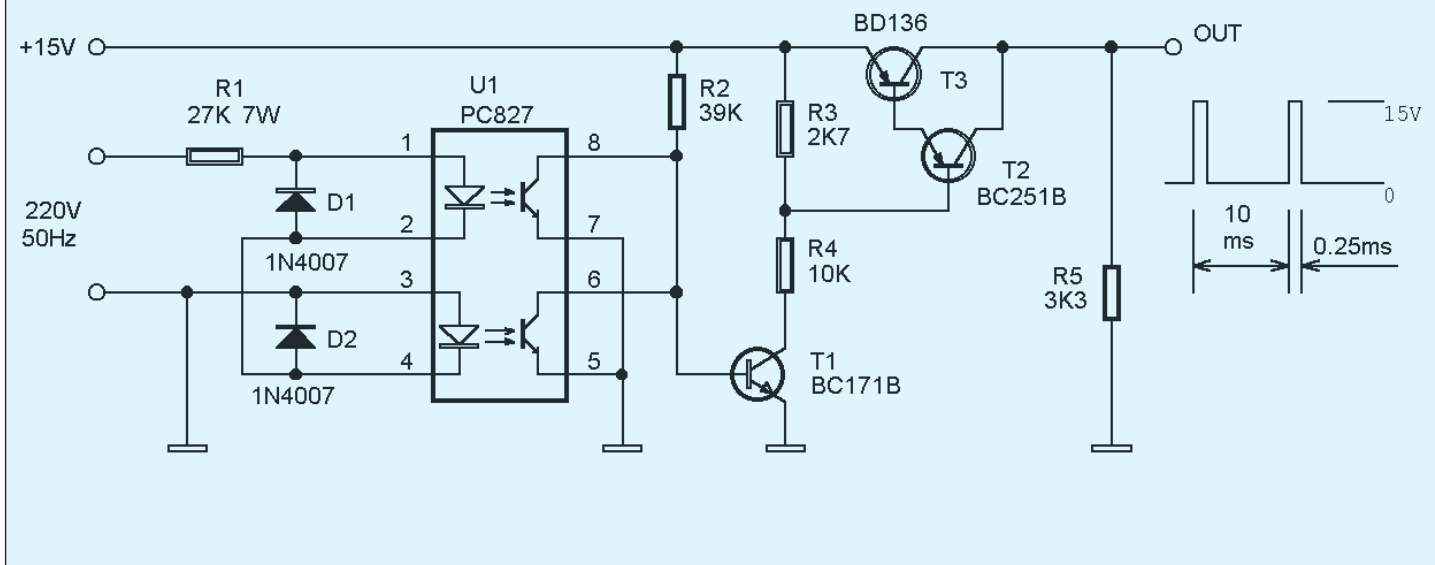 BD136
+15V
OUT
R1
27K 7W
U1
PC827
R2
39K
R3
2K7
T3
15V
1
8
D1
T2
BC251B
0
220V
50Hz
2
7
10
ms
0.25ms
1N4007
R4
10K
3
6
R5
3K3
D2
4
5
T1
BC171B
1N4007